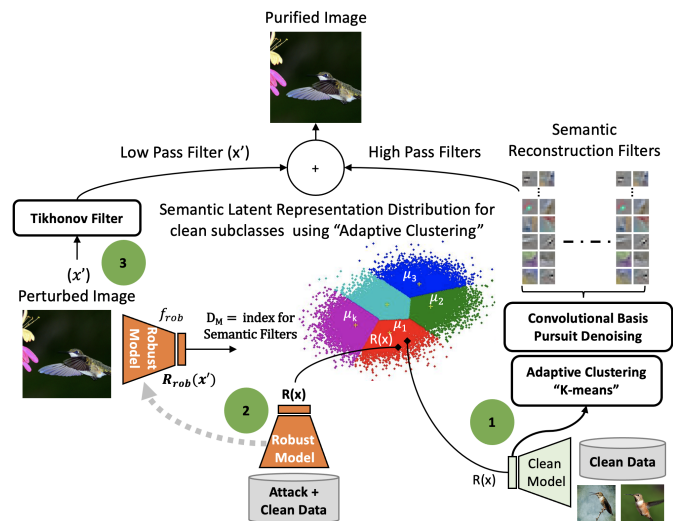 Purified Image
Low Pass Filter (x’)
+
High Pass Filters
Semantic
Reconstruction Filters
Tikhonov Filter
Semantic Latent Representation Distribution for
clean subclasses using “Adaptive Clustering”
3
(x’)
Perturbed Image
f_rob
Robust
Model
R_rob(x’)
D_M = index for
Semantic Filters
μ_3
μ_2
μ_k
μ_1
R(x)
Convolutional Basis
Pursuit Denoising
Adaptive Clustering
“K-means”
2
R(x)
Robust
Model
Attack +
Clean Data
1
R(x)
Clean
Model
Clean Data